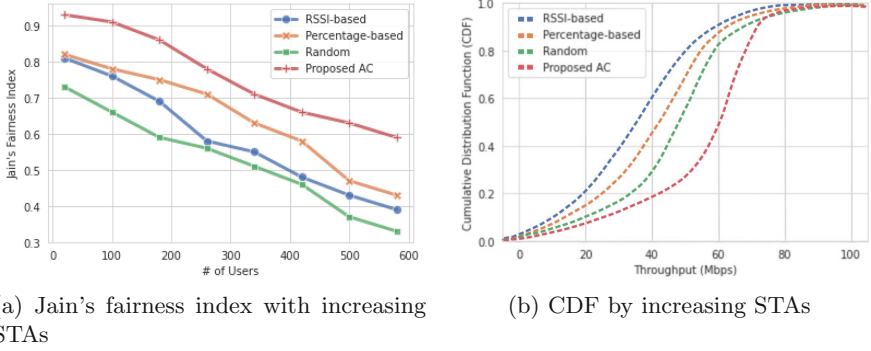 0.9
0.8
0.7
0.6
0.5
0.4
0.3
Jain's Fairness Index
RSSI-based
Percentage-based
Random
Proposed AC
0 100 200 300 400 500 600
# of Users
1.0
0.8
0.6
0.4
0.2
0.0
Cumulative Distribution Function (CDF)
RSSI-based
Percentage-based
Random
Proposed AC
0 20 40 60 80 100
Throughput (Mbps)
a) Jain's fairness index with increasing
STAs
(b) CDF by increasing STAs